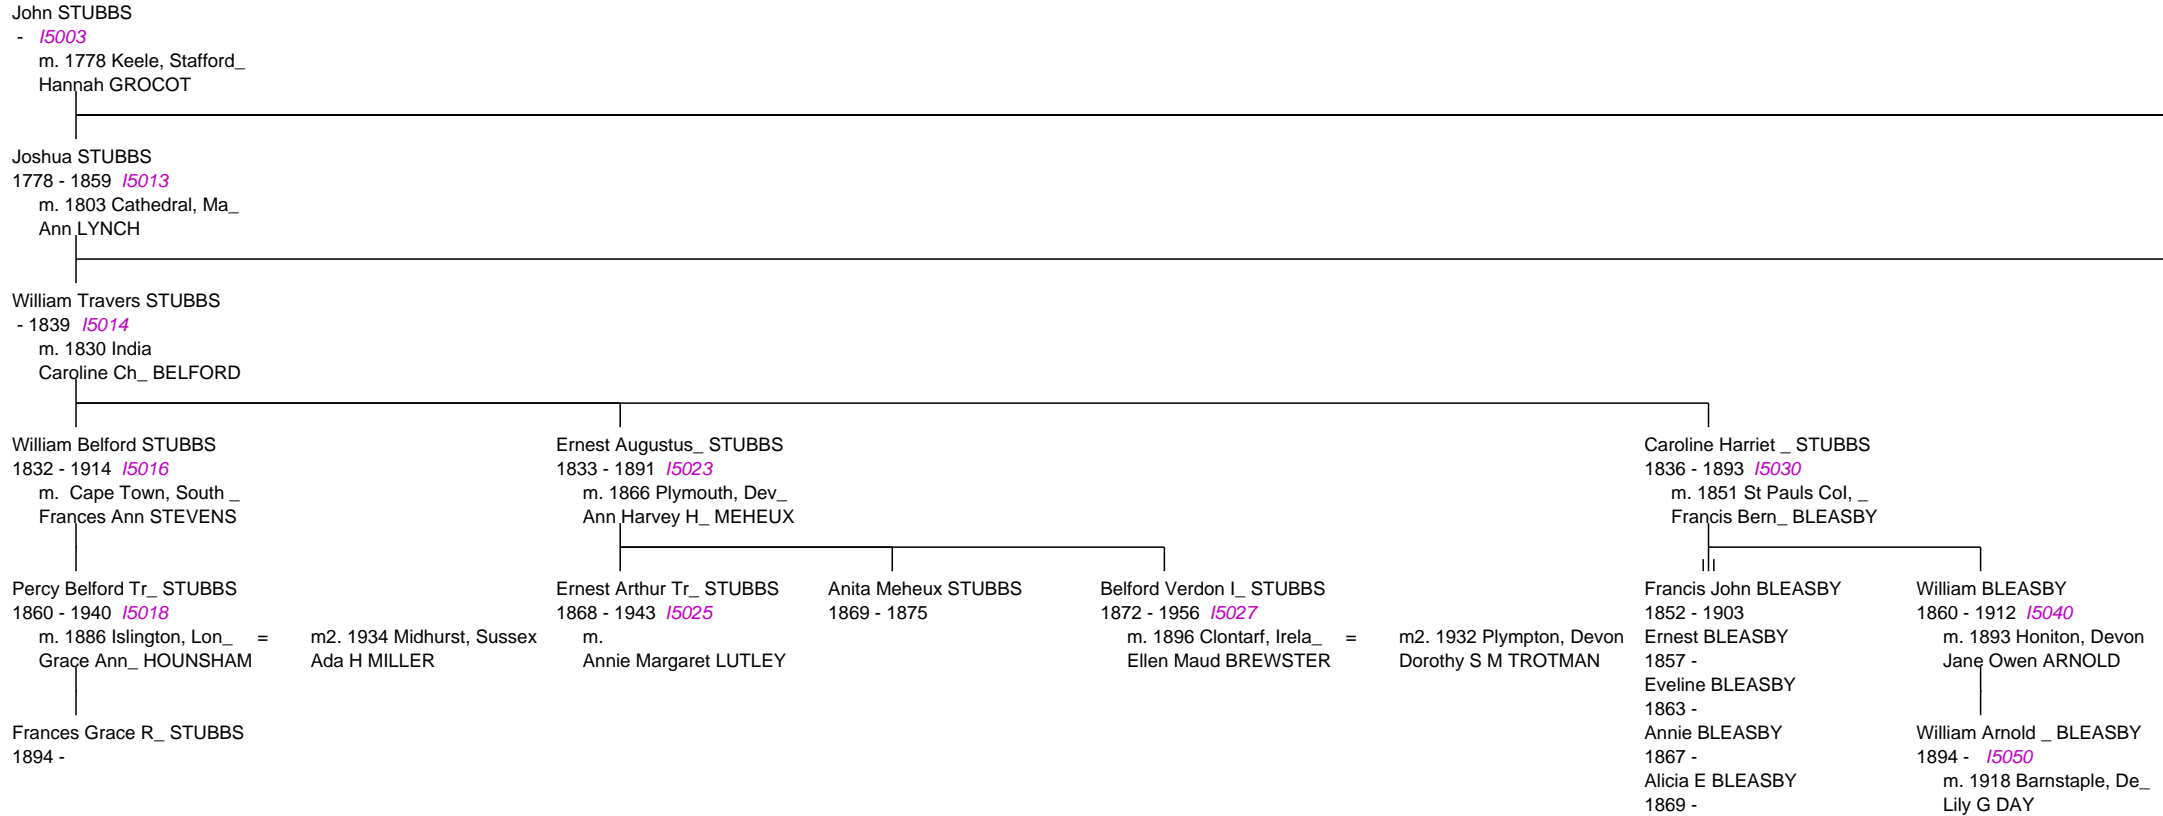 John STUBBS
- I5003
m. 1778 Keele, Stafford_
Hannah GROCOT
Joshua STUBBS
1778 - 1859 I5013
m. 1803 Cathedral, Ma_
Ann LYNCH
William Travers STUBBS
- 1839 I5014
m. 1830 India
Caroline Ch_ BELFORD
William Belford STUBBS
1832 - 1914 I5016
m. Cape Town, South _
Frances Ann STEVENS
Ernest Augustus_ STUBBS
1833 - 1891 I5023
m. 1866 Plymouth, Dev_
Ann Harvey H_ MEHEUX
Caroline Harriet _ STUBBS
1836 - 1893 I5030
m. 1851 St Pauls Col, _
Francis Bern_ BLEASBY
Percy Belford Tr_ STUBBS
1860 - 1940 I5018
m. 1886 Islington, Lon_ = m2. 1934 Midhurst, Sussex
Grace Ann_ HOUNSHAM Ada H MILLER
Ernest Arthur Tr_ STUBBS
1868 - 1943 I5025
m.
Annie Margaret LUTLEY
Anita Meheux STUBBS
1869 - 1875
Belford Verdon I_ STUBBS
1872 - 1956 I5027
m. 1896 Clontarf, Irela_ = m2. 1932 Plympton, Devon
Ellen Maud BREWSTER Dorothy S M TROTMAN
Francis John BLEASBY
1852 - 1903
Ernest BLEASBY
1857 -
Eveline BLEASBY
1863 -
Annie BLEASBY
1867 -
Alicia E BLEASBY
1869 -
William BLEASBY
1860 - 1912 I5040
m. 1893 Honiton, Devon
Jane Owen ARNOLD
Frances Grace R_ STUBBS
1894 -
William Arnold _ BLEASBY
1894 - I5050
m. 1918 Barnstaple, De_
Lily G DAY